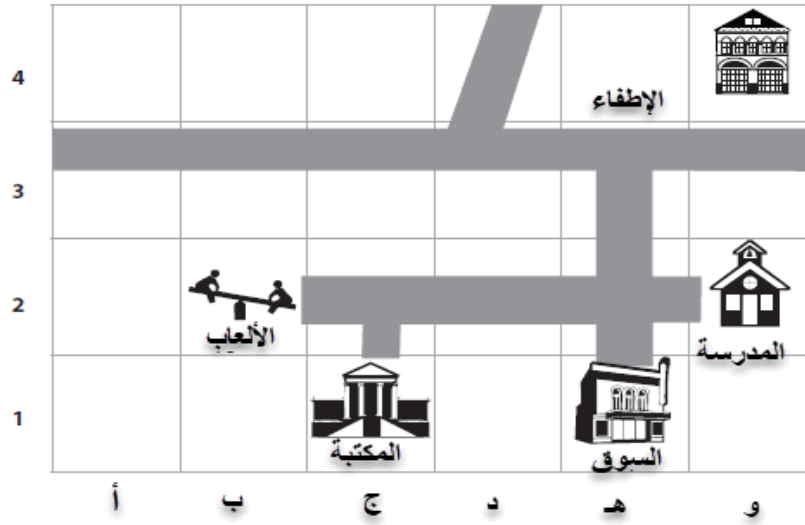 4
الإطفاء
3
2
الألعاب
المدرسة
1
المكتبة
السوق
أ ب ج د هـ و